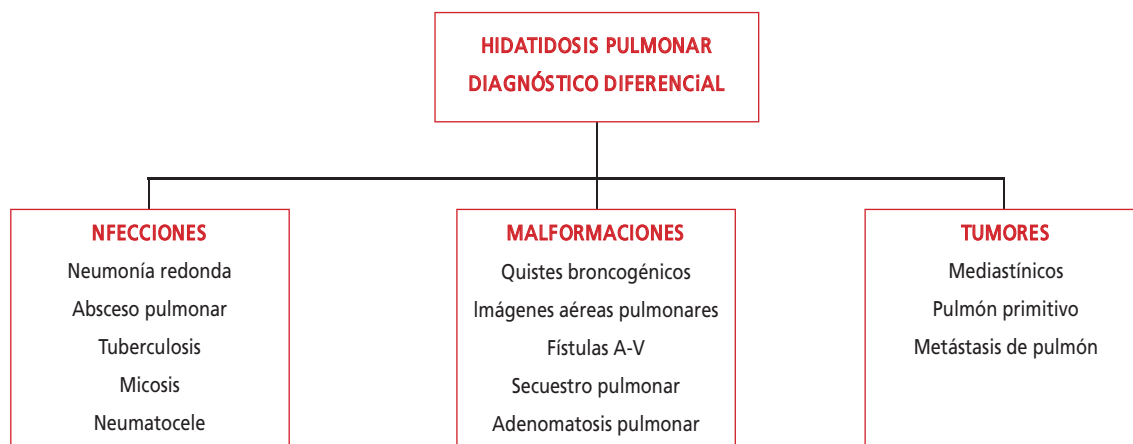 HIDATIDOSIS PULMONAR
DIAGNÓSTICO DIFERENCiAL
NFECCIONES
Neumonía redonda
Absceso pulmonar
Tuberculosis
Micosis
Neumatocele
MALFORMACIONES
Quistes broncogénicos
Imágenes aéreas pulmonares
Fístulas A-V
Secuestro pulmonar
Adenomatosis pulmonar
TUMORES
Mediastínicos
Pulmón primitivo
Metástasis de pulmón